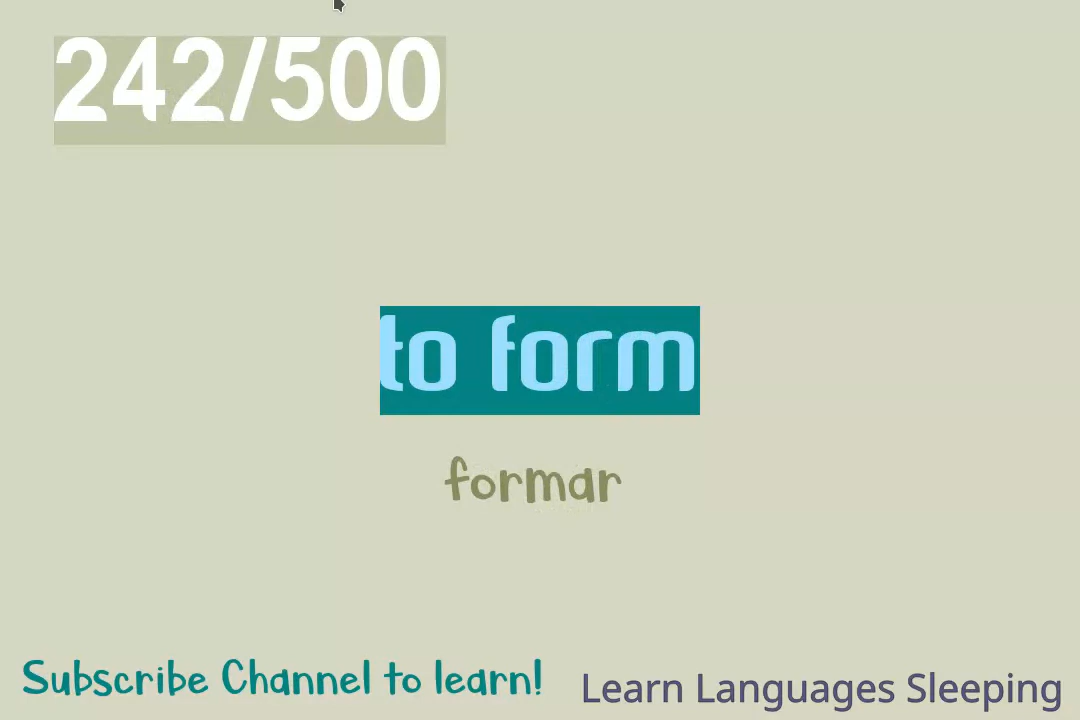 242/500
to form
formar
Subscribe Channel to learn!
Learn Languages Sleeping